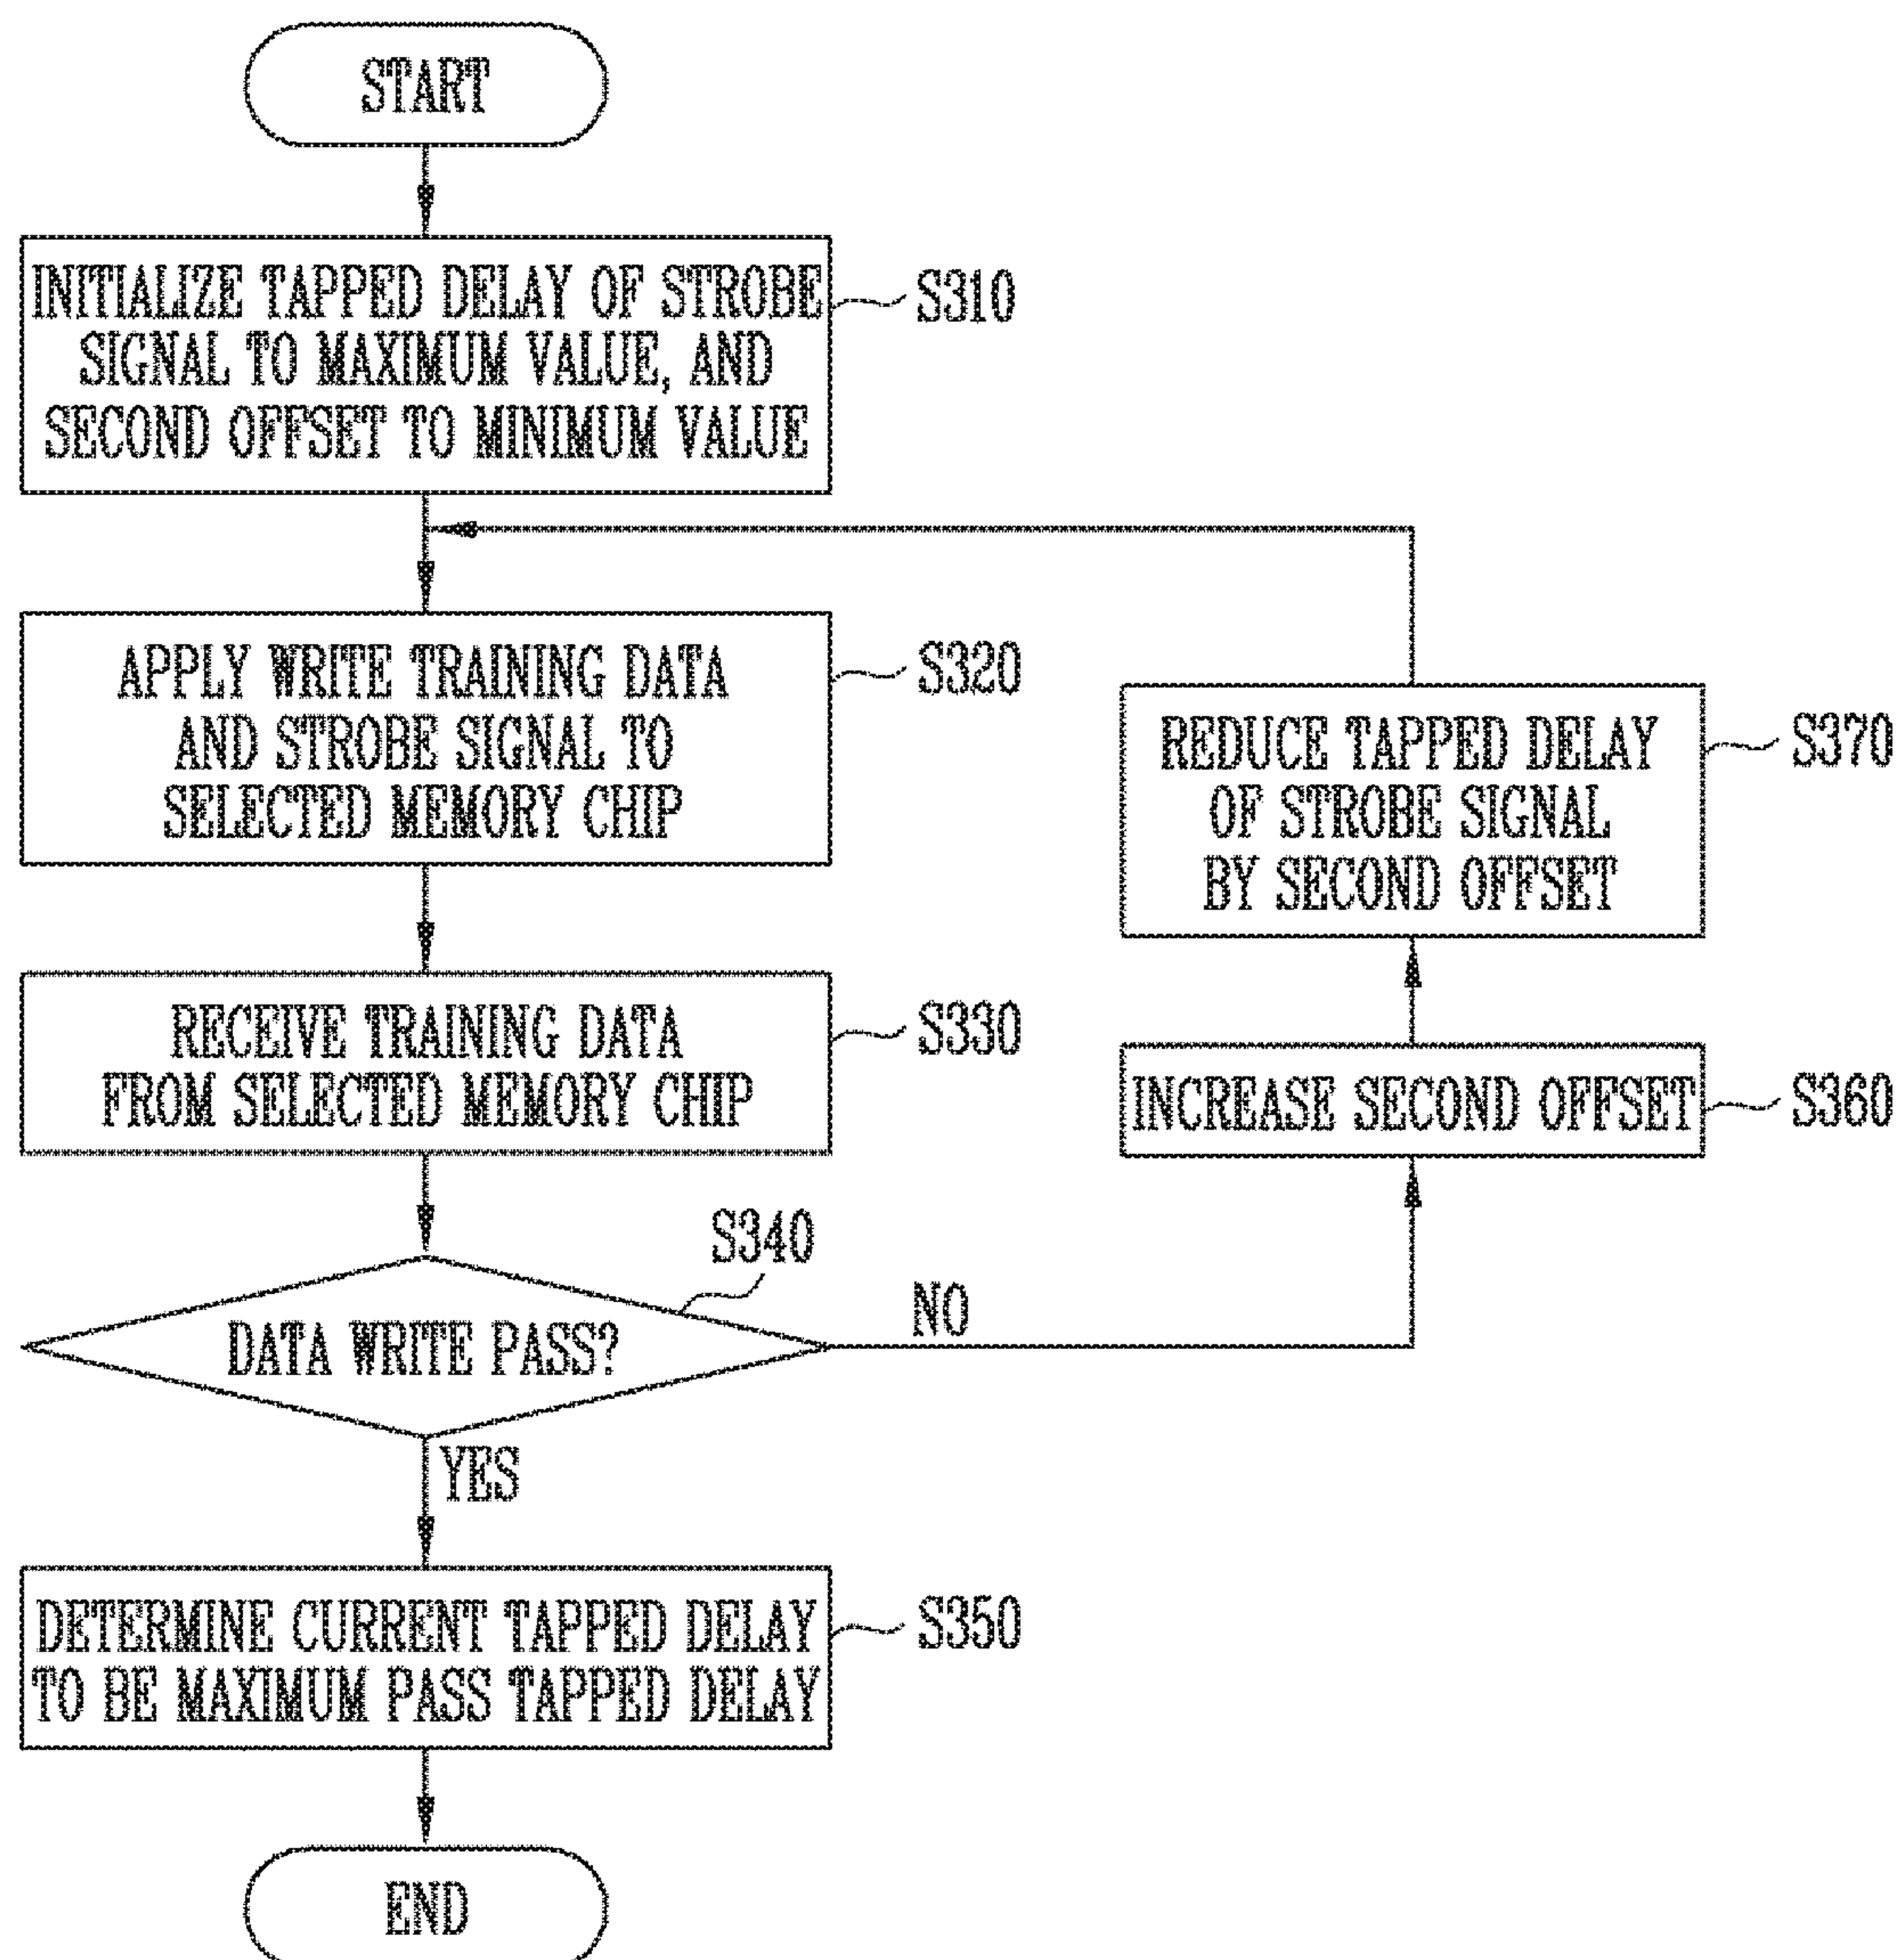 START
INITIALIZE TAPPED DELAY OF STROBE
SIGNAL TO MAXIMUM VALUE, AND
SECOND OFFSET TO MINIMUM VALUE
S310
APPLY WRITE TRAINING DATA
AND STROBE SIGNAL TO
SELECTED MEMORY CHIP
S320
RECEIVE TRAINING DATA
FROM SELECTED MEMORY CHIP
S330
DATA WRITE PASS?
S340
NO
YES
DETERMINE CURRENT TAPPED DELAY
TO BE MAXIMUM PASS TAPPED DELAY
S350
INCREASE SECOND OFFSET
S360
REDUCE TAPPED DELAY
OF STROBE SIGNAL
BY SECOND OFFSET
S370
END